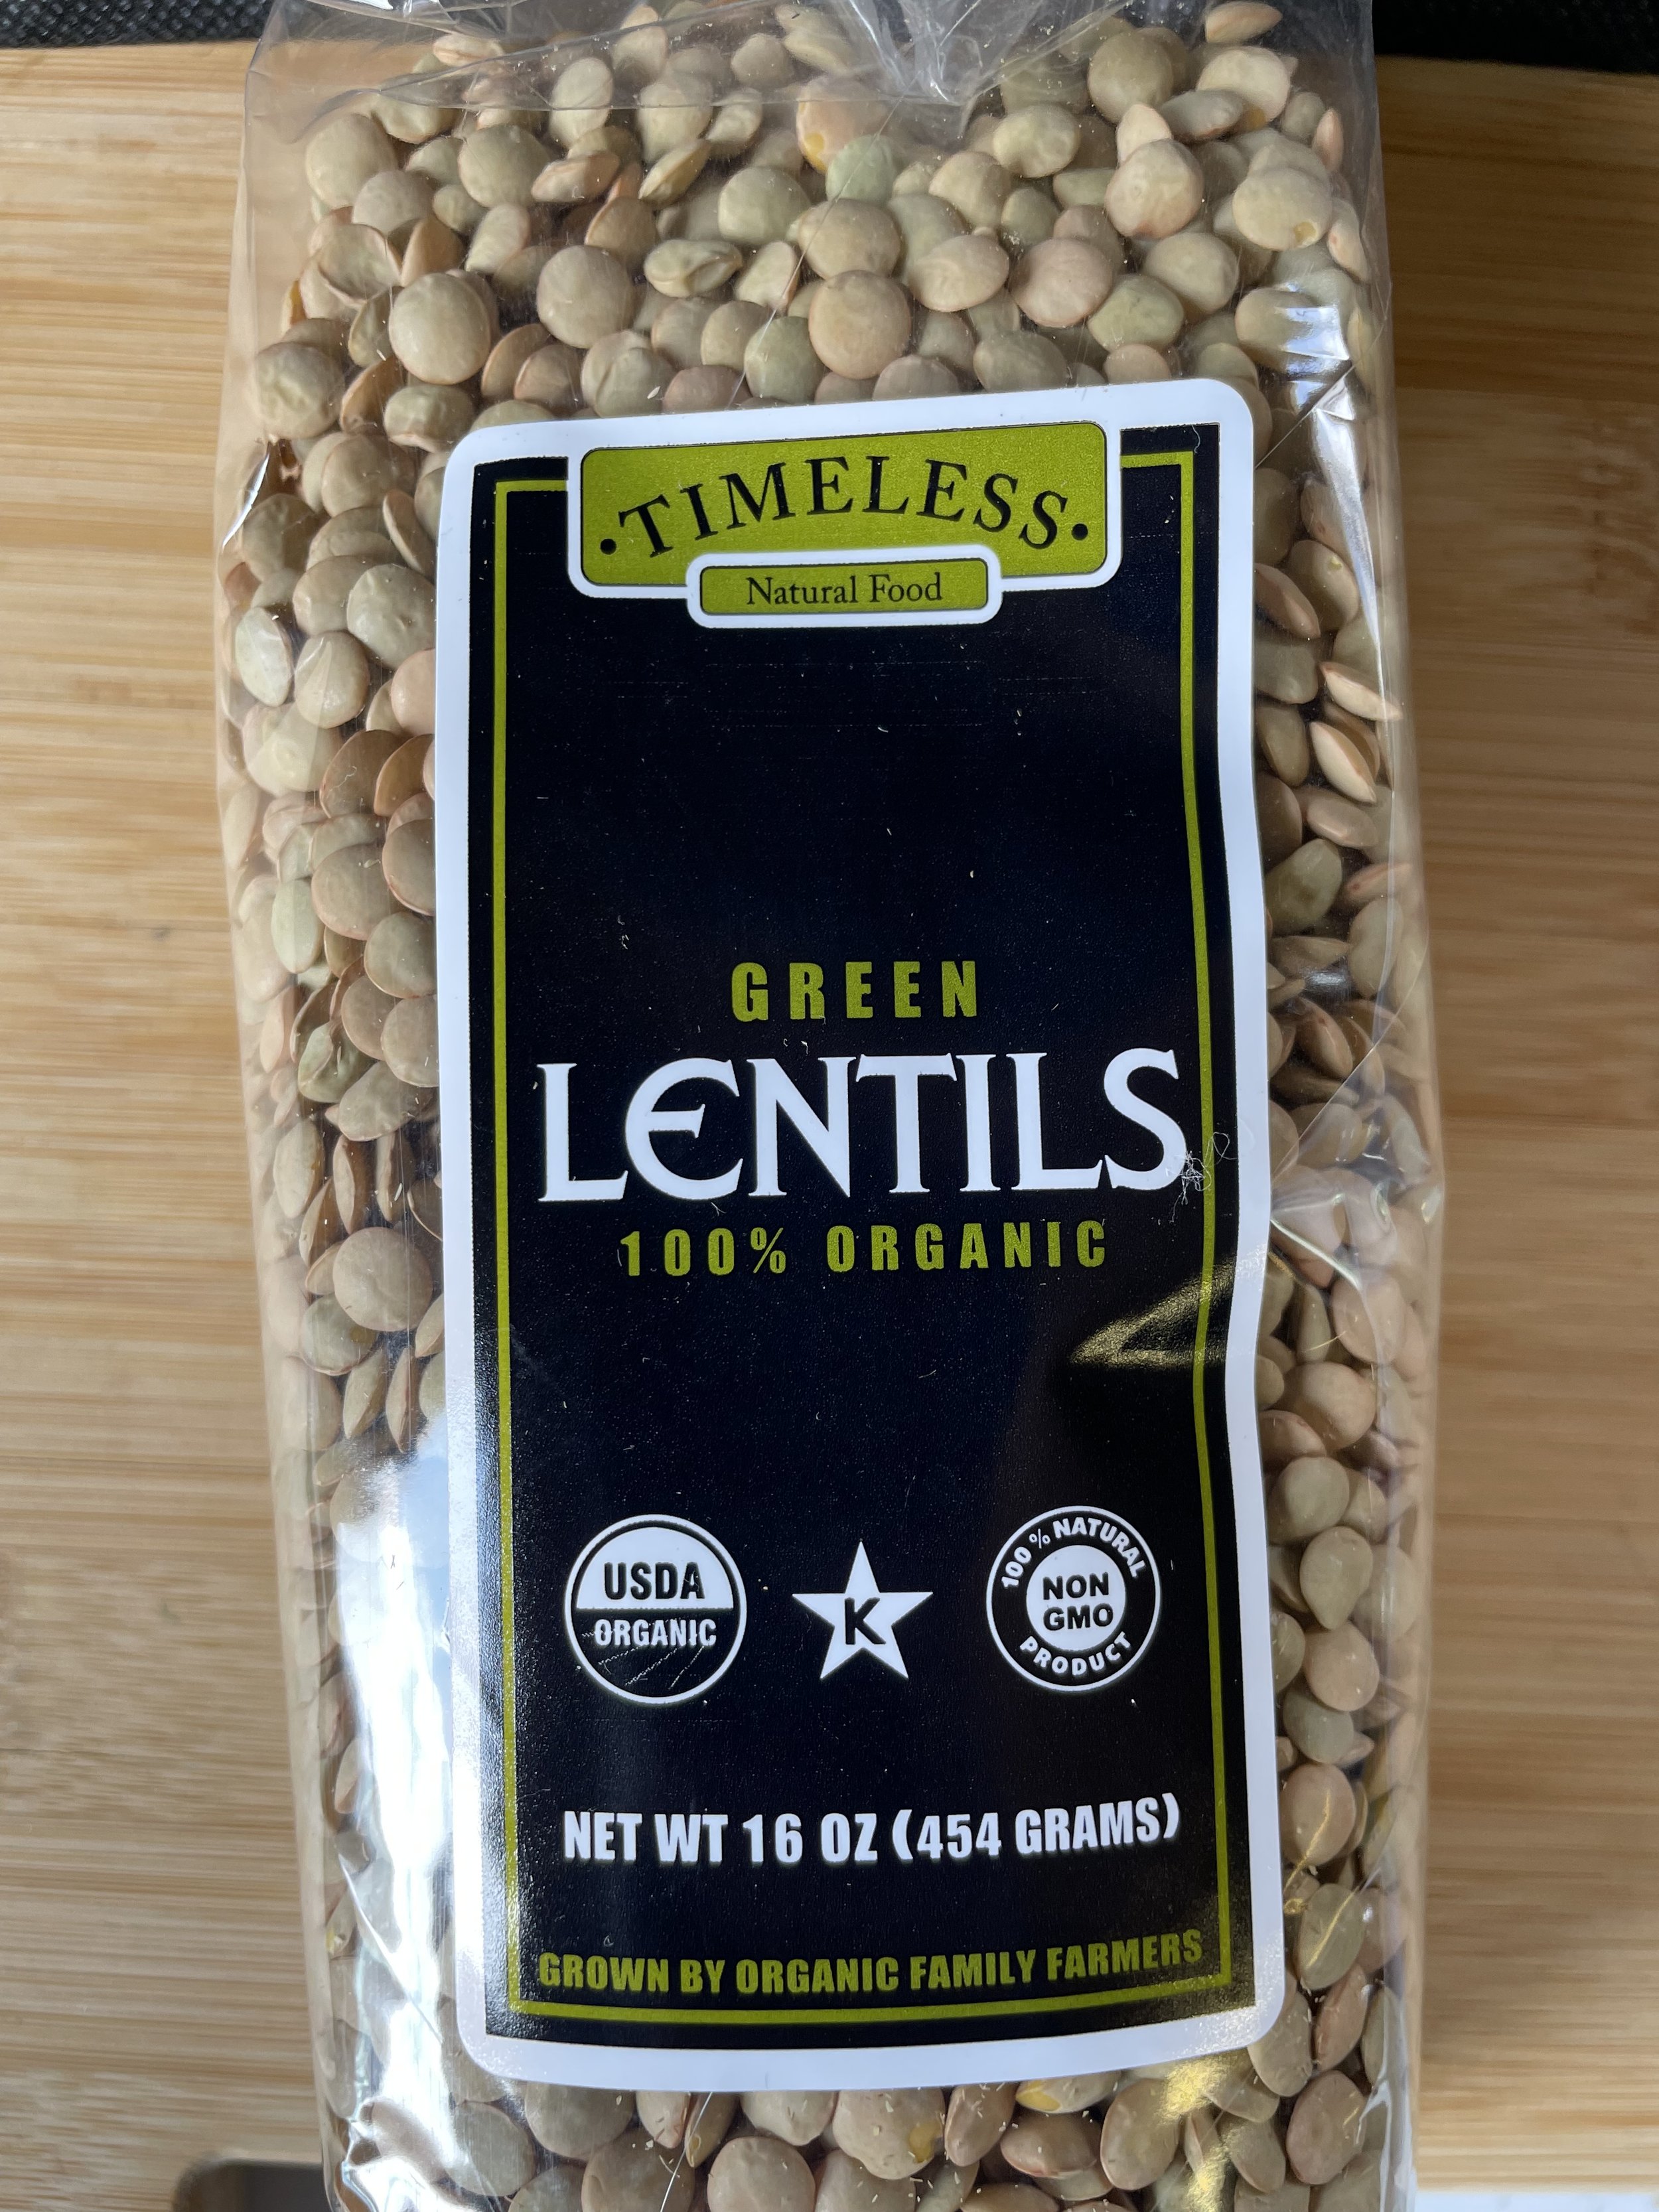 ·TIMELESS·
Natural Food
GREEN
LENTILS
100% ORGANIC
USDA
ORGANIC
K
100% NATURAL
NON
GMO
PRODUCT
NET WT 16 OZ (454 GRAMS)
GROWN BY ORGANIC FAMILY FARMERS